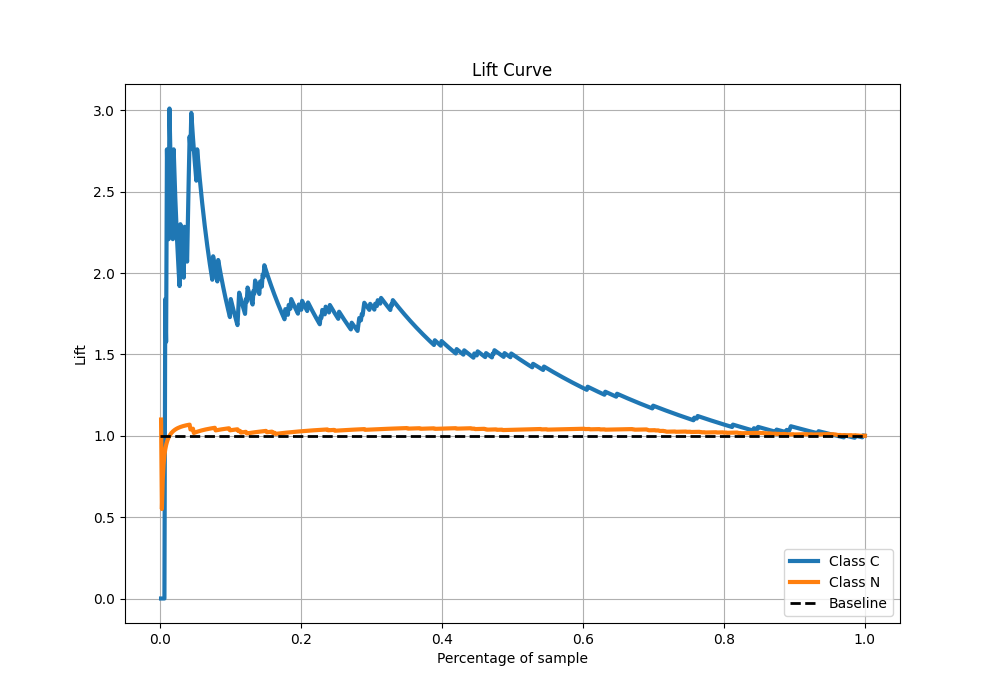 Lift Curve
3.0
2.5
2.0
1.5
1.0
0.5
0.0
Lift
0.0 0.2 0.4 0.6 0.8 1.0
Percentage of sample
Class C
Class N
Baseline